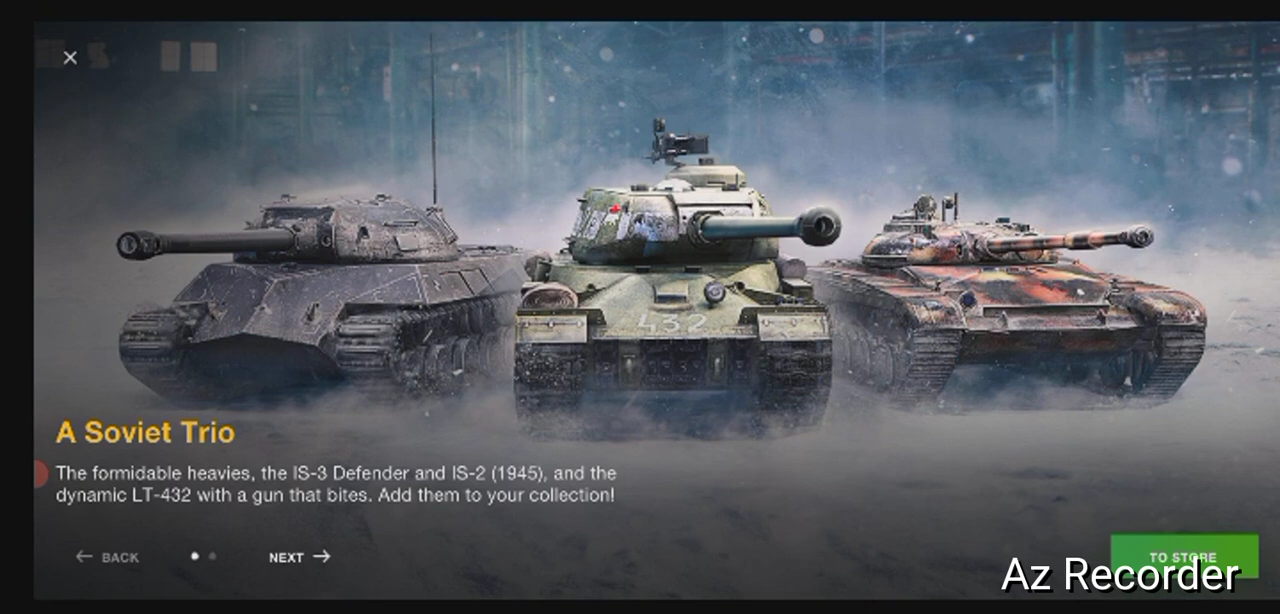 432
A Soviet Trio
The formidable heavies, the IS-3 Defender and IS-2 (1945), and the
dynamic LT-432 with a gun that bites. Add them to your collection!
← BACK
NEXT →
TO STORE
Az Recorder